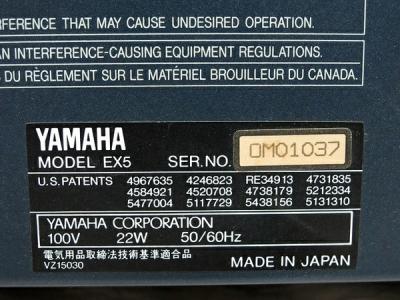 FERENCE THAT MAY CAUSE UNDESIRED OPERATION.
AN INTERFERENCE-CAUSING EQUIPMENT REGULATIONS.
S DU RÈGLEMENT SUR LE MATÉRIEL BROUILLEUR DU CANADA.
YAMAHA
MODEL EX5 SER.NO. OM01037
U.S.PATENTS 4967635 4246823 RE34913 4731835
4584921 4520708 4738179 5212334
5477004 5117729 5438156 5131310
YAMAHA CORPORATION
100V 22W 50/60Hz
電気用品取締法技術基準適合品
VZ15030 MADE IN JAPAN